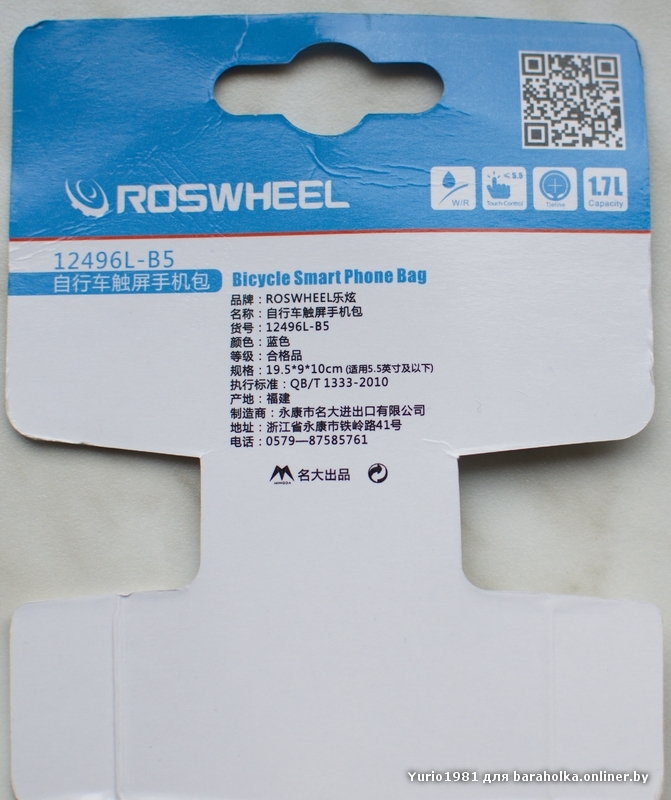 ROSWHEEL
W/R
< 5.5
Touch-Control
1.7L
Capacity
12496L-B5
自行车触屏手机包
Bicycle Smart Phone Bag
品牌：ROSWHEEL乐炫
名称：自行车触屏手机包
货号：12496L-B5
颜色：蓝色
等级：合格品
规格：19.5*9*10cm (适用5.5英寸及以下)
执行标准：QB/T 1333-2010
产地：福建
制造商：永康市名大进出口有限公司
地址：浙江省永康市铁岭路41号
电话：0579—87585761
名大出品
Yurio1981 для baraholka.onliner.by